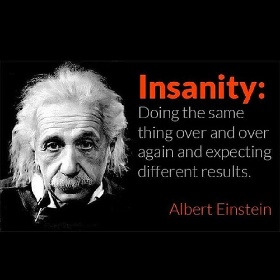 Insanity:
Doing the same
thing over and over
again and expecting
different results.
Albert Einstein